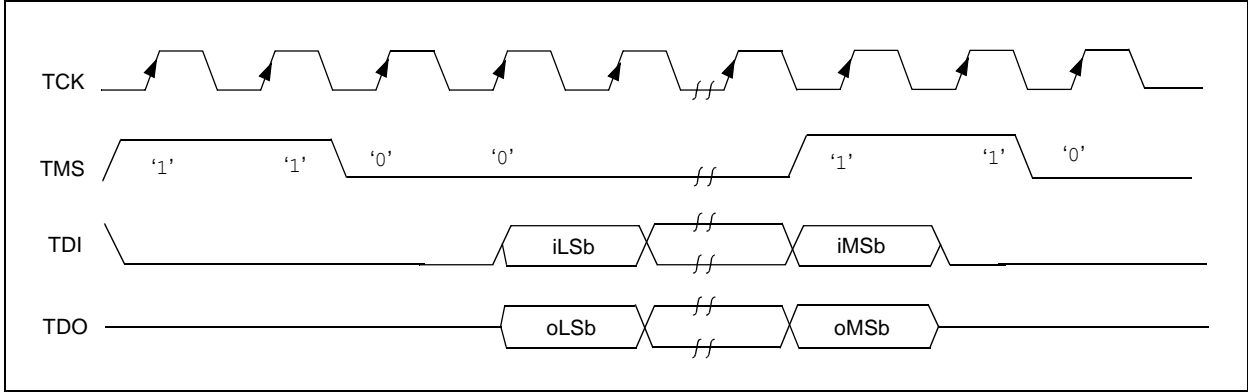 TCK
TMS ‘1’ ‘1’ ‘0’ ‘0’ ‘1’ ‘1’ ‘0’
TDI iLSb iMSb
TDO oLSb oMSb